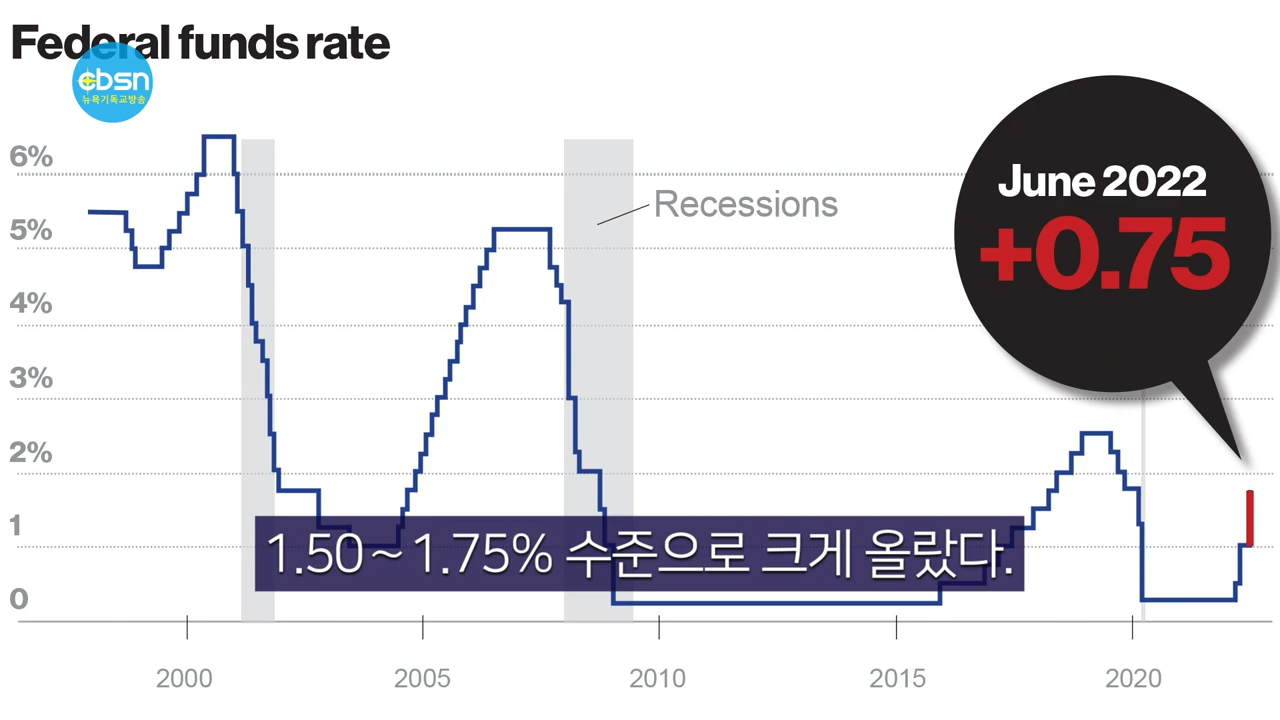 Federal funds rate
cbsn
뉴욕기독교방송
6%
5%
4%
3%
2%
1
0
Recessions
June 2022
+0.75
1.50~1.75% 수준으로 크게 올랐다.
2000
2005
2010
2015
2020